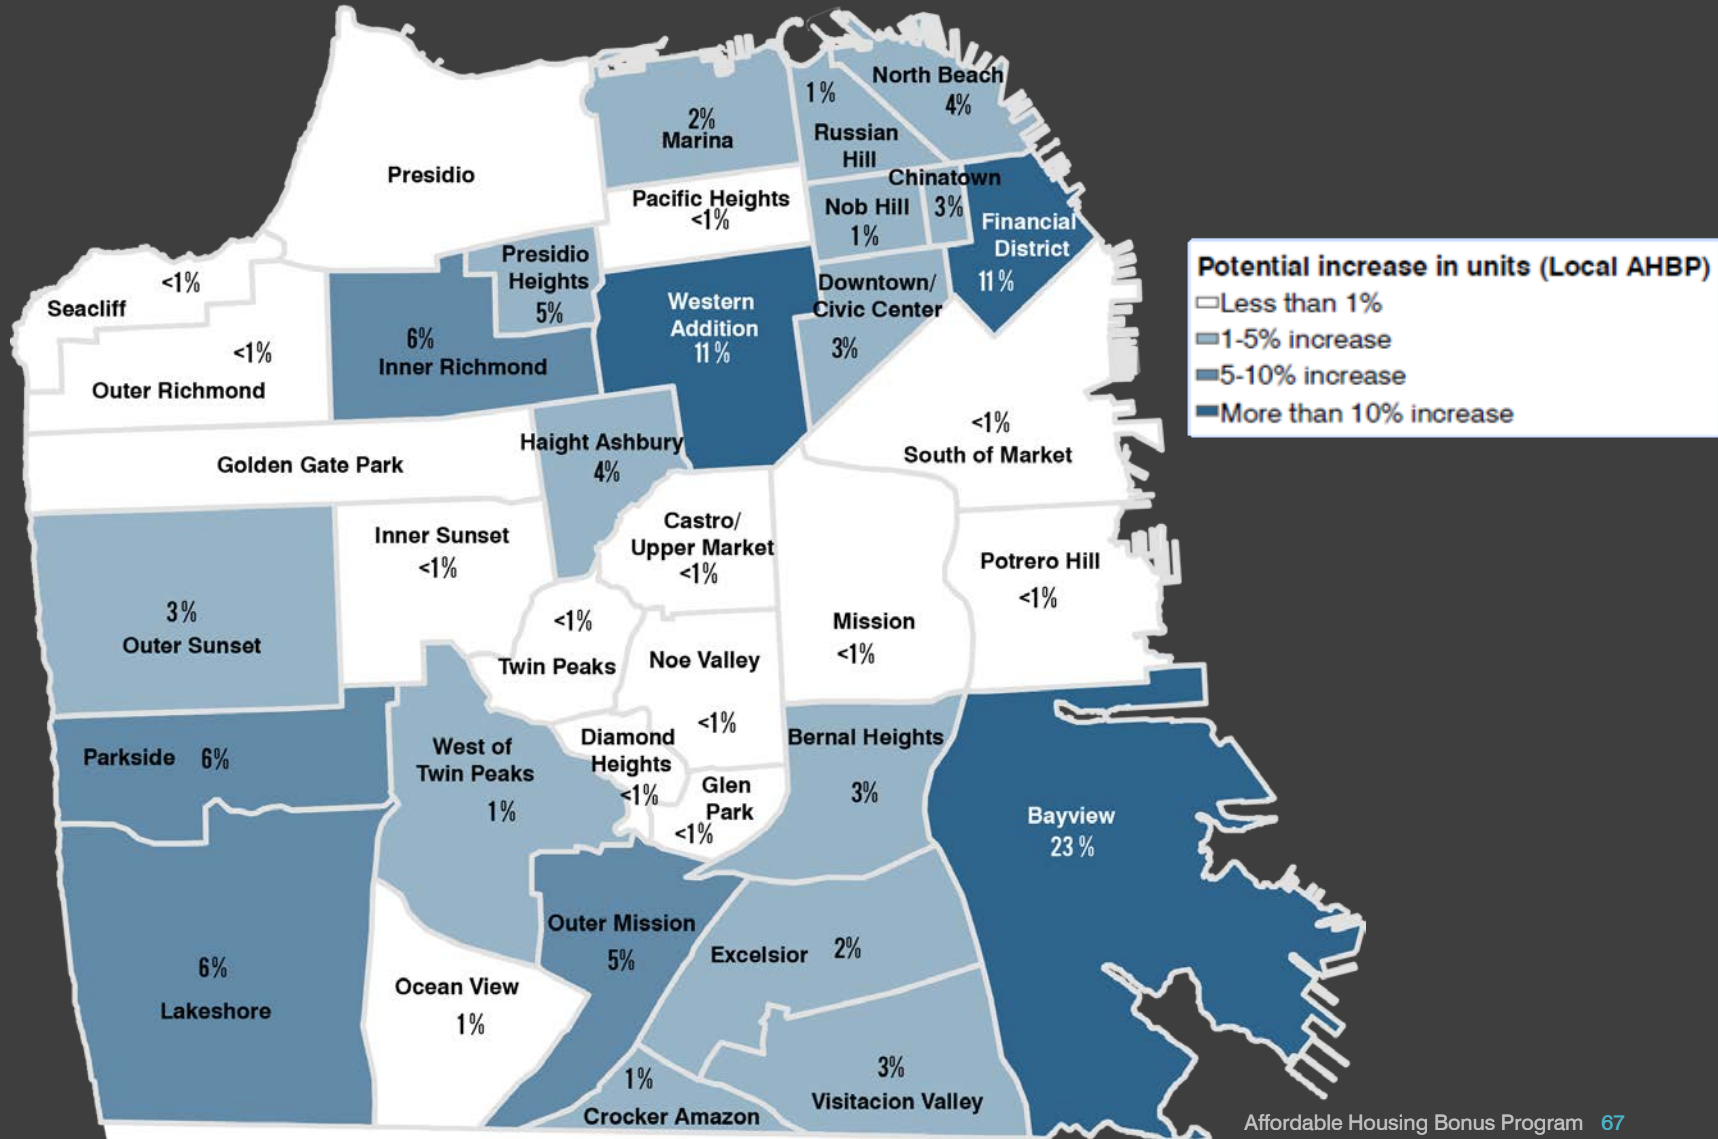 North Beach
4%
1%
Russian
Hill
2%
Marina
Presidio
Pacific Heights
<1%
Chinatown
3%
Nob Hill
1%
Financial
District
11%
Presidio
Heights
5%
Downtown/
Civic Center
3%
Western
Addition
11%
<1%
Seacliff
<1%
Outer Richmond
6%
Inner Richmond
Potential increase in units (Local AHBP)
Less than 1%
1-5% increase
5-10% increase
More than 10% increase
Haight Ashbury
4%
<1%
South of Market
Golden Gate Park
Castro/
Upper Market
<1%
Inner Sunset
<1%
Potrero Hill
<1%
3%
Outer Sunset
<1%
Twin Peaks
Noe Valley
<1%
Mission
<1%
Parkside 6%
West of
Twin Peaks
1%
Diamond
Heights
<1%
Glen
Park
<1%
Bernal Heights
3%
Bayview
23%
Outer Mission
5%
Excelsior 2%
6%
Lakeshore
Ocean View
1%
1%
Crocker Amazon
3%
Visitacion Valley
Affordable Housing Bonus Program 67